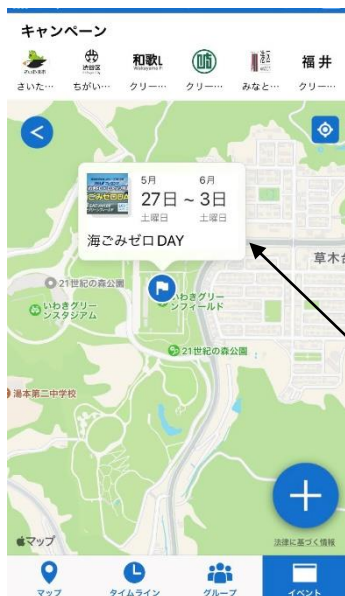 キャンペーン
渋谷区
和歌山
福井
さいた…
ちがい…
クリー…
クリー…
みなと…
クリー…
5月
27日
土曜日
~
6月
3日
土曜日
海ごみゼロDAY
草木台
21世紀の森公園
いわきグリー
ンスタジアム
いわきグリー
ンフィールド
21世紀の森公園
湯本第二中学校
マップ
法律に基づく情報
マップ
タイムライン
グループ
イベント